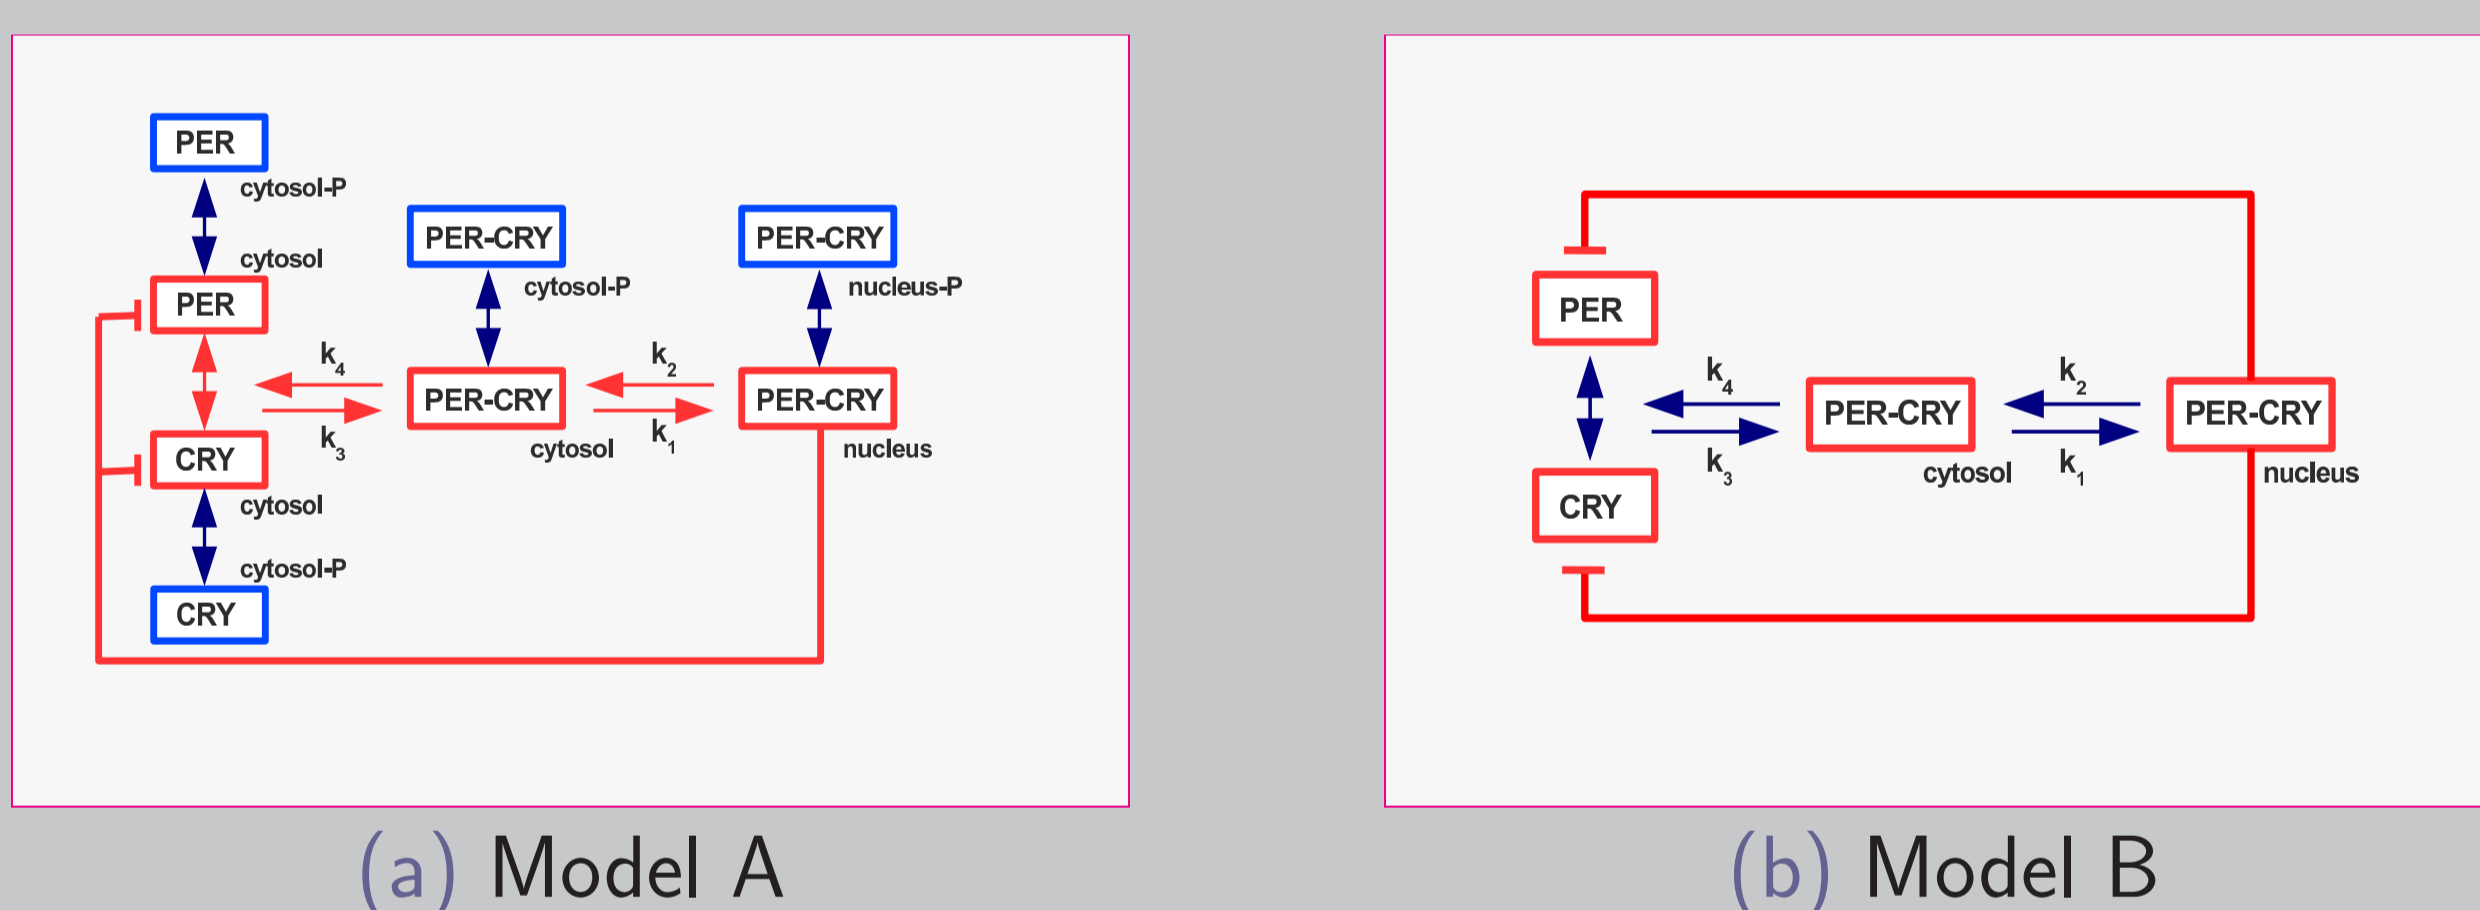 PER
cytosol-P
cytosol
PER
CRY
cytosol
cytosol-P
CRY
k4
k3
PER-CRY
cytosol-P
PER-CRY
cytosol
k2
k1
PER-CRY
nucleus-P
PER-CRY
nucleus
(a) Model A
PER
CRY
k4
k3
PER-CRY
cytosol
k2
k1
PER-CRY
nucleus
(b) Model B